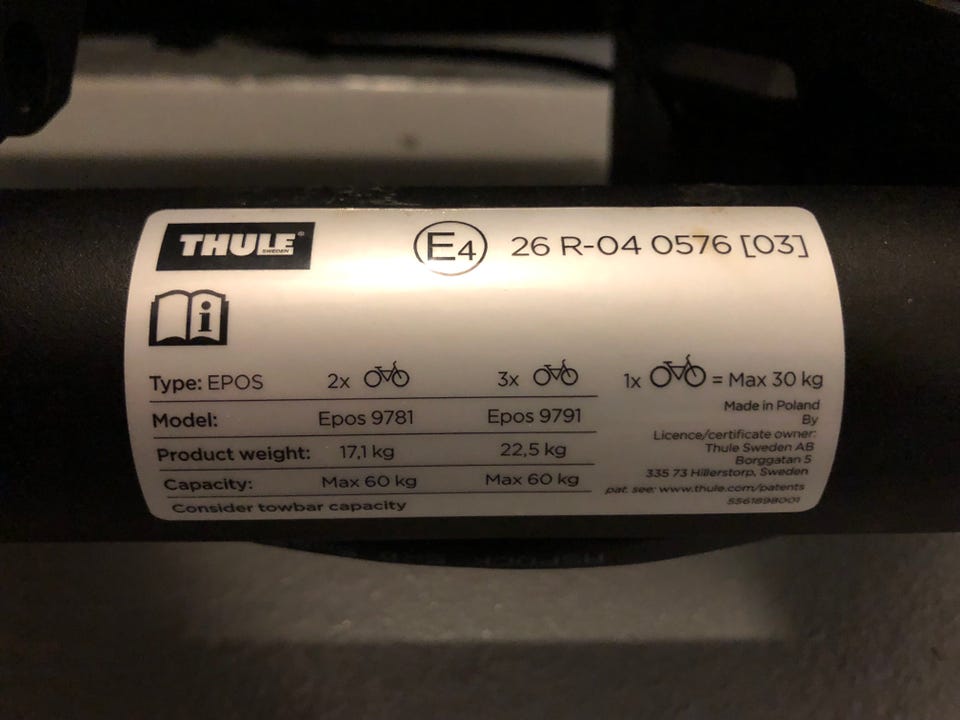 THULE®
SWEDEN
E4 26 R-04 0576 [03]
i
Type: EPOS 2x 3x 1x = Max 30 kg
Model: Epos 9781 Epos 9791
Product weight: 17,1 kg 22,5 kg
Capacity: Max 60 kg Max 60 kg
Consider towbar capacity
Made in Poland
By
Licence/certificate owner:
Thule Sweden AB
Borggatan 5
335 73 Hillerstorp, Sweden
pat. see: www.thule.com/patents
5561898001